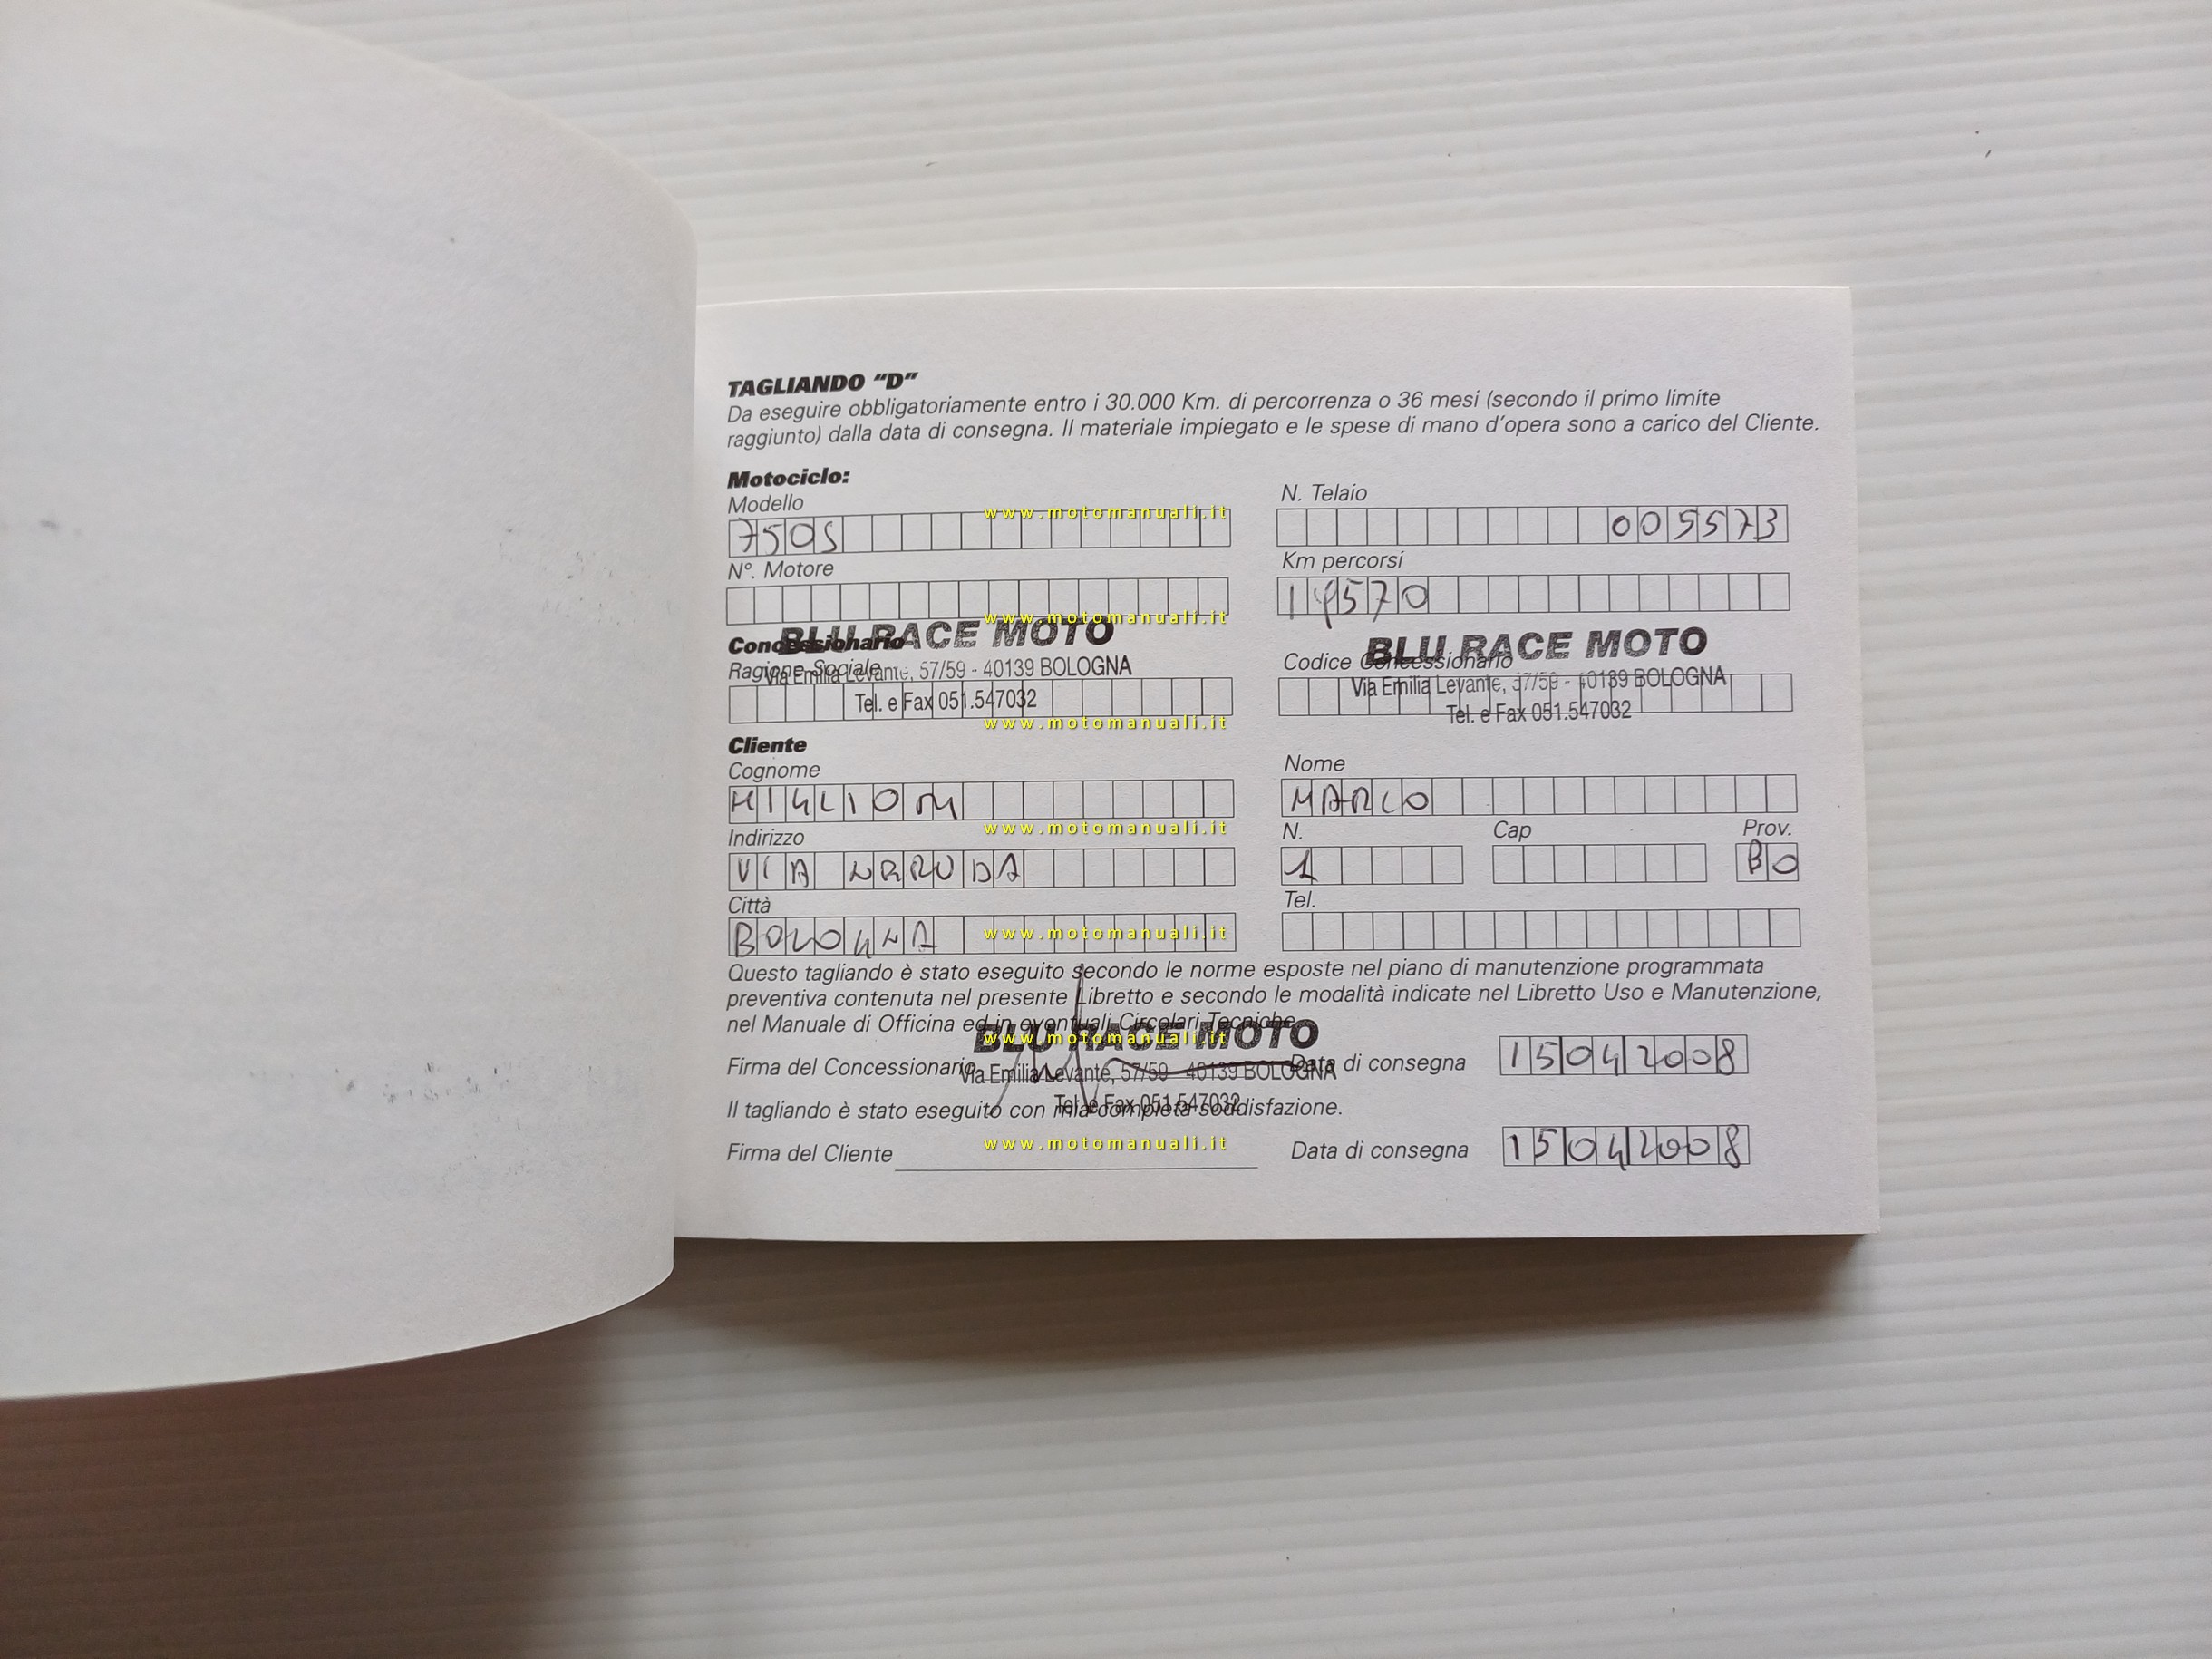 TAGLIANDO "D"
Da eseguire obbligatoriamente entro i 30.000 Km. di percorrenza o 36 mesi (secondo il primo limite
raggiunto) dalla data di consegna. Il materiale impiegato e le spese di mano d'opera sono a carico del Cliente.
Motociclo:
Modello
750S
www.motomanuali.it
N. Telaio
005573
N°. Motore
www.motomanuali.it
Km percorsi
19570
Concessionario
BLU RACE MOTO
Ragione Sociale
Via Emilia Levante, 57/59 - 40139 BOLOGNA
Tel. e Fax 051.547032
www.motomanuali.it
BLU RACE MOTO
Codice Concessionario
Via Emilia Levante, 57/59 - 40139 BOLOGNA
Tel. e Fax 051.547032
Cliente
Cognome
Nome
MARCO
www.motomanuali.it
Indirizzo
VIA NERUDA
N.
1
Cap
Prov.
BO
Città
BOLOGNA
www.motomanuali.it
Tel.
Questo tagliando è stato eseguito secondo le norme esposte nel piano di manutenzione programmata
preventiva contenuta nel presente Libretto e secondo le modalità indicate nel Libretto Uso e Manutenzione,
nel Manuale di Officina ed in eventuali Circolari Tecniche.
BLU RACE MOTO
www.motomanuali.it
Firma del Concessionario
Via Emilia Levante, 57/59 - 40139 BOLOGNA
Tel. e Fax 051.547032
Data di consegna
15042008
Il tagliando è stato eseguito con mia completa soddisfazione.
www.motomanuali.it
Firma del Cliente
Data di consegna
15042008